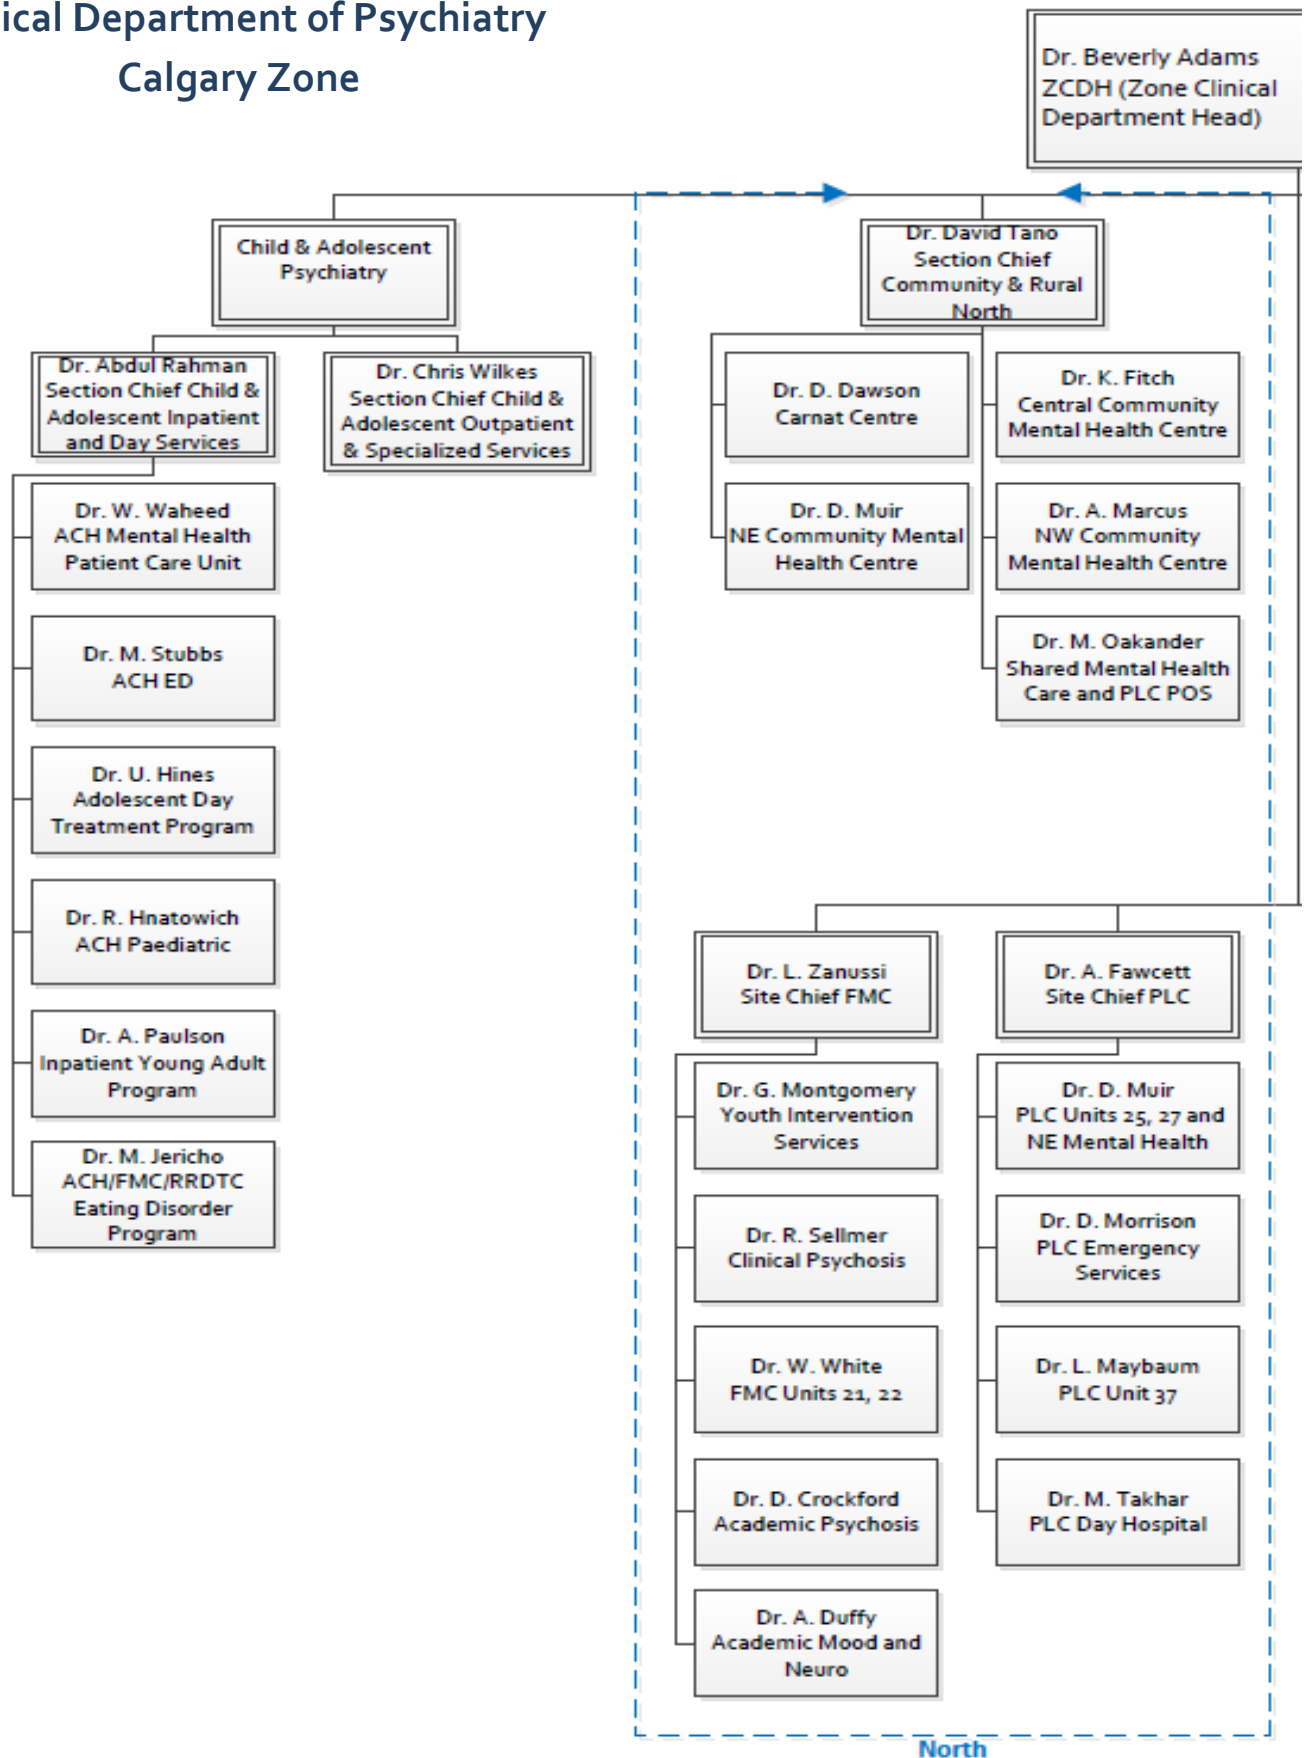 ical Department of Psychiatry
Calgary Zone
Dr. Beverly Adams
ZCDH (Zone Clinical
Department Head)
Child & Adolescent
Psychiatry
Dr. David Tano
Section Chief
Community & Rural
North
Dr. Abdul Rahman
Section Chief Child &
Adolescent Inpatient
and Day Services
Dr. Chris Wilkes
Section Chief Child &
Adolescent Outpatient
& Specialized Services
Dr. D. Dawson
Carnat Centre
Dr. K. Fitch
Central Community
Mental Health Centre
Dr. W. Waheed
ACH Mental Health
Patient Care Unit
Dr. D. Muir
NE Community Mental
Health Centre
Dr. A. Marcus
NW Community
Mental Health Centre
Dr. M. Stubbs
ACH ED
Dr. M. Oakander
Shared Mental Health
Care and PLC POS
Dr. U. Hines
Adolescent Day
Treatment Program
Dr. R. Hnatowich
ACH Paediatric
Dr. A. Paulson
Inpatient Young Adult
Program
Dr. M. Jericho
ACH/FMC/RRDTC
Eating Disorder
Program
Dr. L. Zanussi
Site Chief FMC
Dr. A. Fawcett
Site Chief PLC
Dr. G. Montgomery
Youth Intervention
Services
Dr. D. Muir
PLC Units 25, 27 and
NE Mental Health
Dr. R. Sellmer
Clinical Psychosis
Dr. D. Morrison
PLC Emergency
Services
Dr. W. White
FMC Units 21, 22
Dr. L. Maybaum
PLC Unit 37
Dr. D. Crockford
Academic Psychosis
Dr. M. Takhar
PLC Day Hospital
Dr. A. Duffy
Academic Mood and
Neuro
North